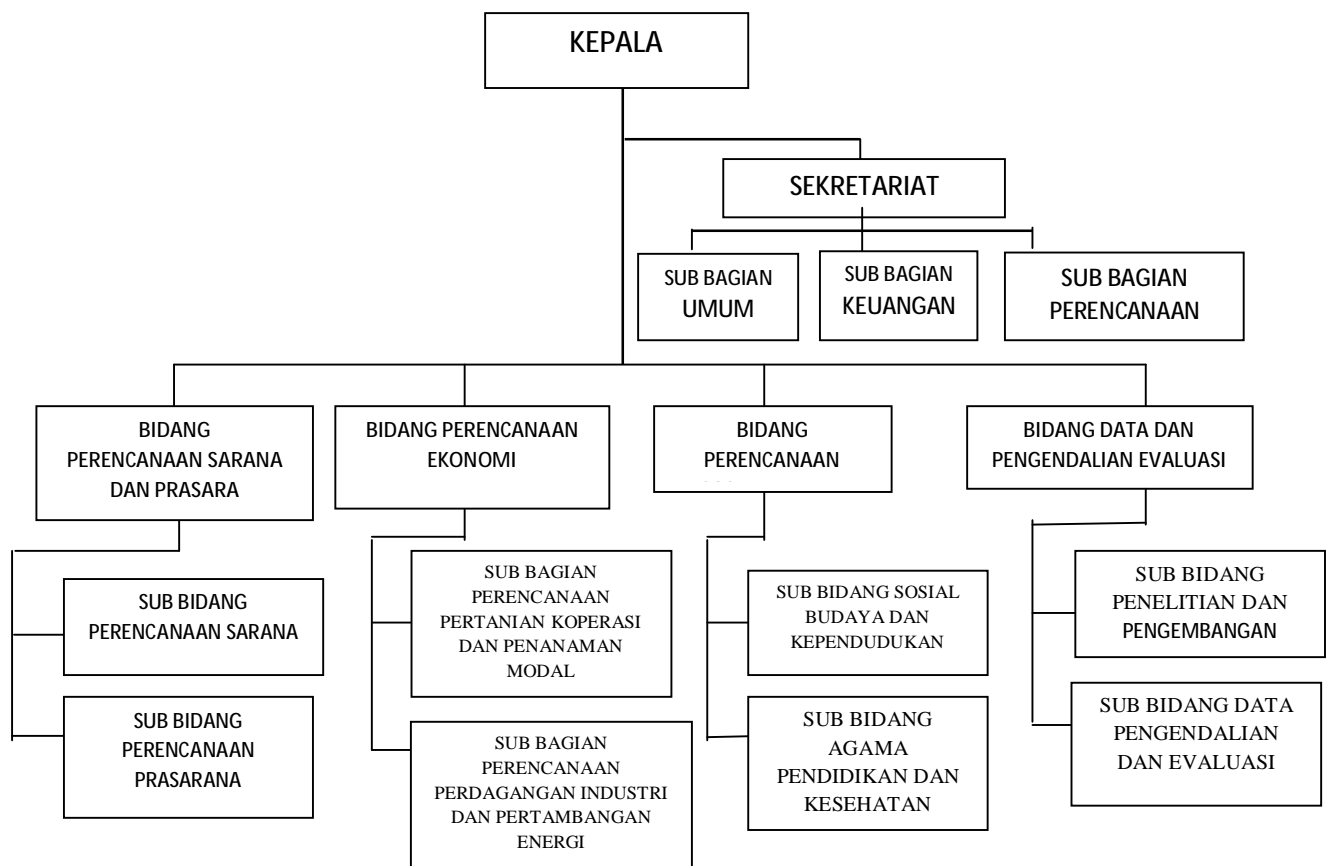 KEPALA
SEKRETARIAT
SUB BAGIAN
UMUM
SUB BAGIAN
KEUANGAN
SUB BAGIAN
PERENCANAAN
BIDANG
PERENCANAAN SARANA
DAN PRASARA
BIDANG PERENCANAAN
EKONOMI
BIDANG
PERENCANAAN
BIDANG DATA DAN
PENGENDALIAN EVALUASI
SUB BIDANG
PERENCANAAN SARANA
SUB BIDANG
PERENCANAAN
PRASARANA
SUB BAGIAN
PERENCANAAN
PERTANIAN KOPERASI
DAN PENANAMAN
MODAL
SUB BAGIAN
PERENCANAAN
PERDAGANGAN INDUSTRI
DAN PERTAMBANGAN
ENERGI
SUB BIDANG SOSIAL
BUDAYA DAN
KEPENDUDUKAN
SUB BIDANG
AGAMA
PENDIDIKAN DAN
KESEHATAN
SUB BIDANG
PENELITIAN DAN
PENGEMBANGAN
SUB BIDANG DATA
PENGENDALIAN
DAN EVALUASI